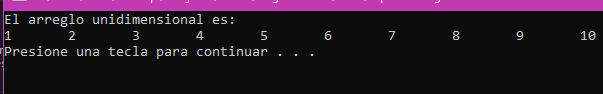 El arreglo unidimensional es:
1 2 3 4 5 6 7 8 9 10
Presione una tecla para continuar . . .